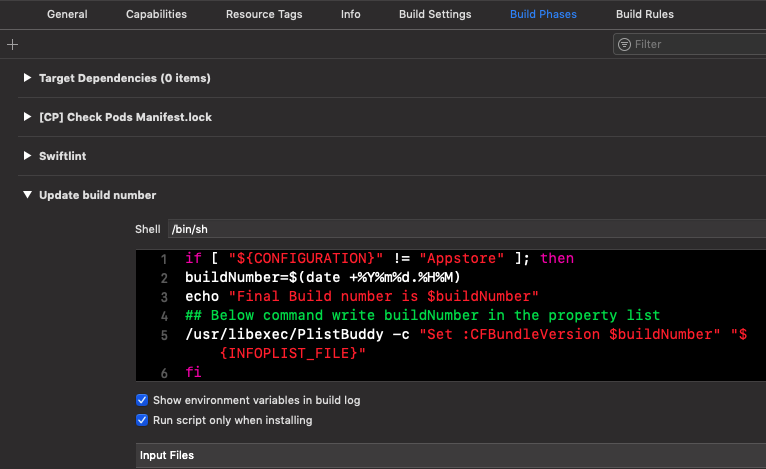 General Capabilities Resource Tags Info Build Settings Build Phases Build Rules
Filter
Target Dependencies (0 items)
[CP] Check Pods Manifest.lock
Swiftlint
Update build number
Shell /bin/sh
1 if [ "${CONFIGURATION}" != "Appstore" ]; then
2 buildNumber=$(date +%Y%m%d.%H%M)
3 echo "Final Build number is $buildNumber"
4 ## Below command write buildNumber in the property list
5 /usr/libexec/PlistBuddy -c "Set :CFBundleVersion $buildNumber" "$
{INFOPLIST_FILE}"
6 fi
Show environment variables in build log
Run script only when installing
Input Files